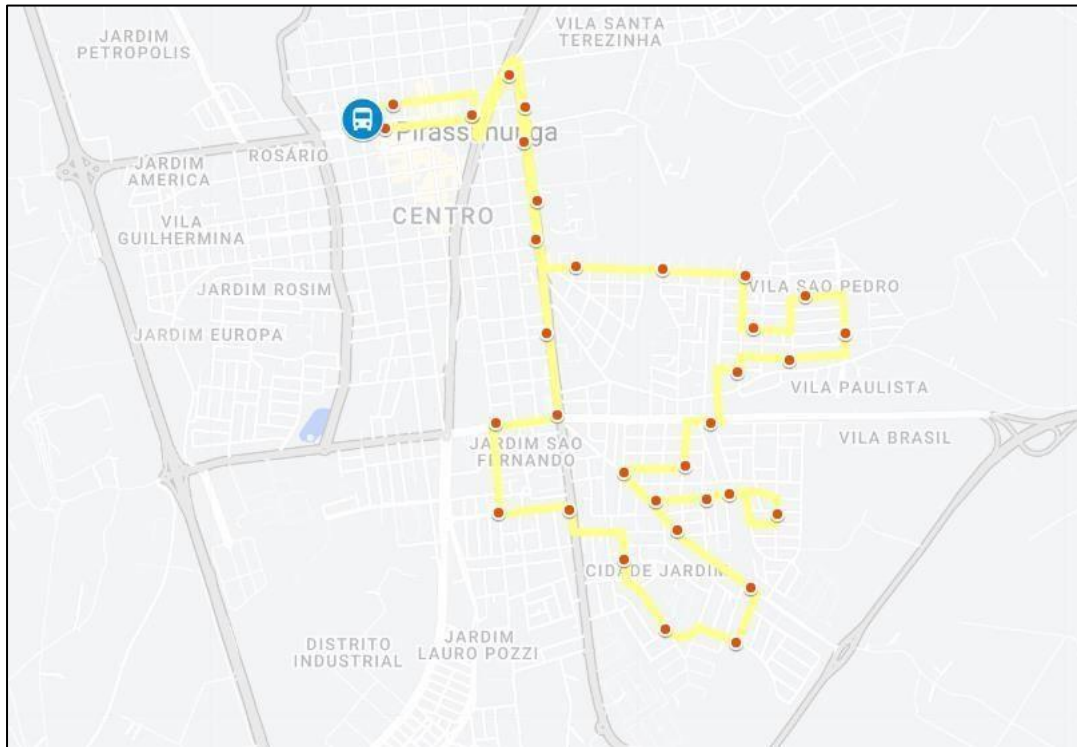 VILA SANTA
TEREZINHA
JARDIM
PETROPOLIS
Pirassununga
ROSÁRIO
JARDIM
AMERICA
CENTRO
VILA
GUILHERMINA
JARDIM ROSIM
VILA SAO PEDRO
JARDIM EUROPA
VILA PAULISTA
VILA BRASIL
JARDIM SÃO
FERNANDO
CIDADE JARDIM
DISTRITO
INDUSTRIAL
JARDIM
LAURO POZZI